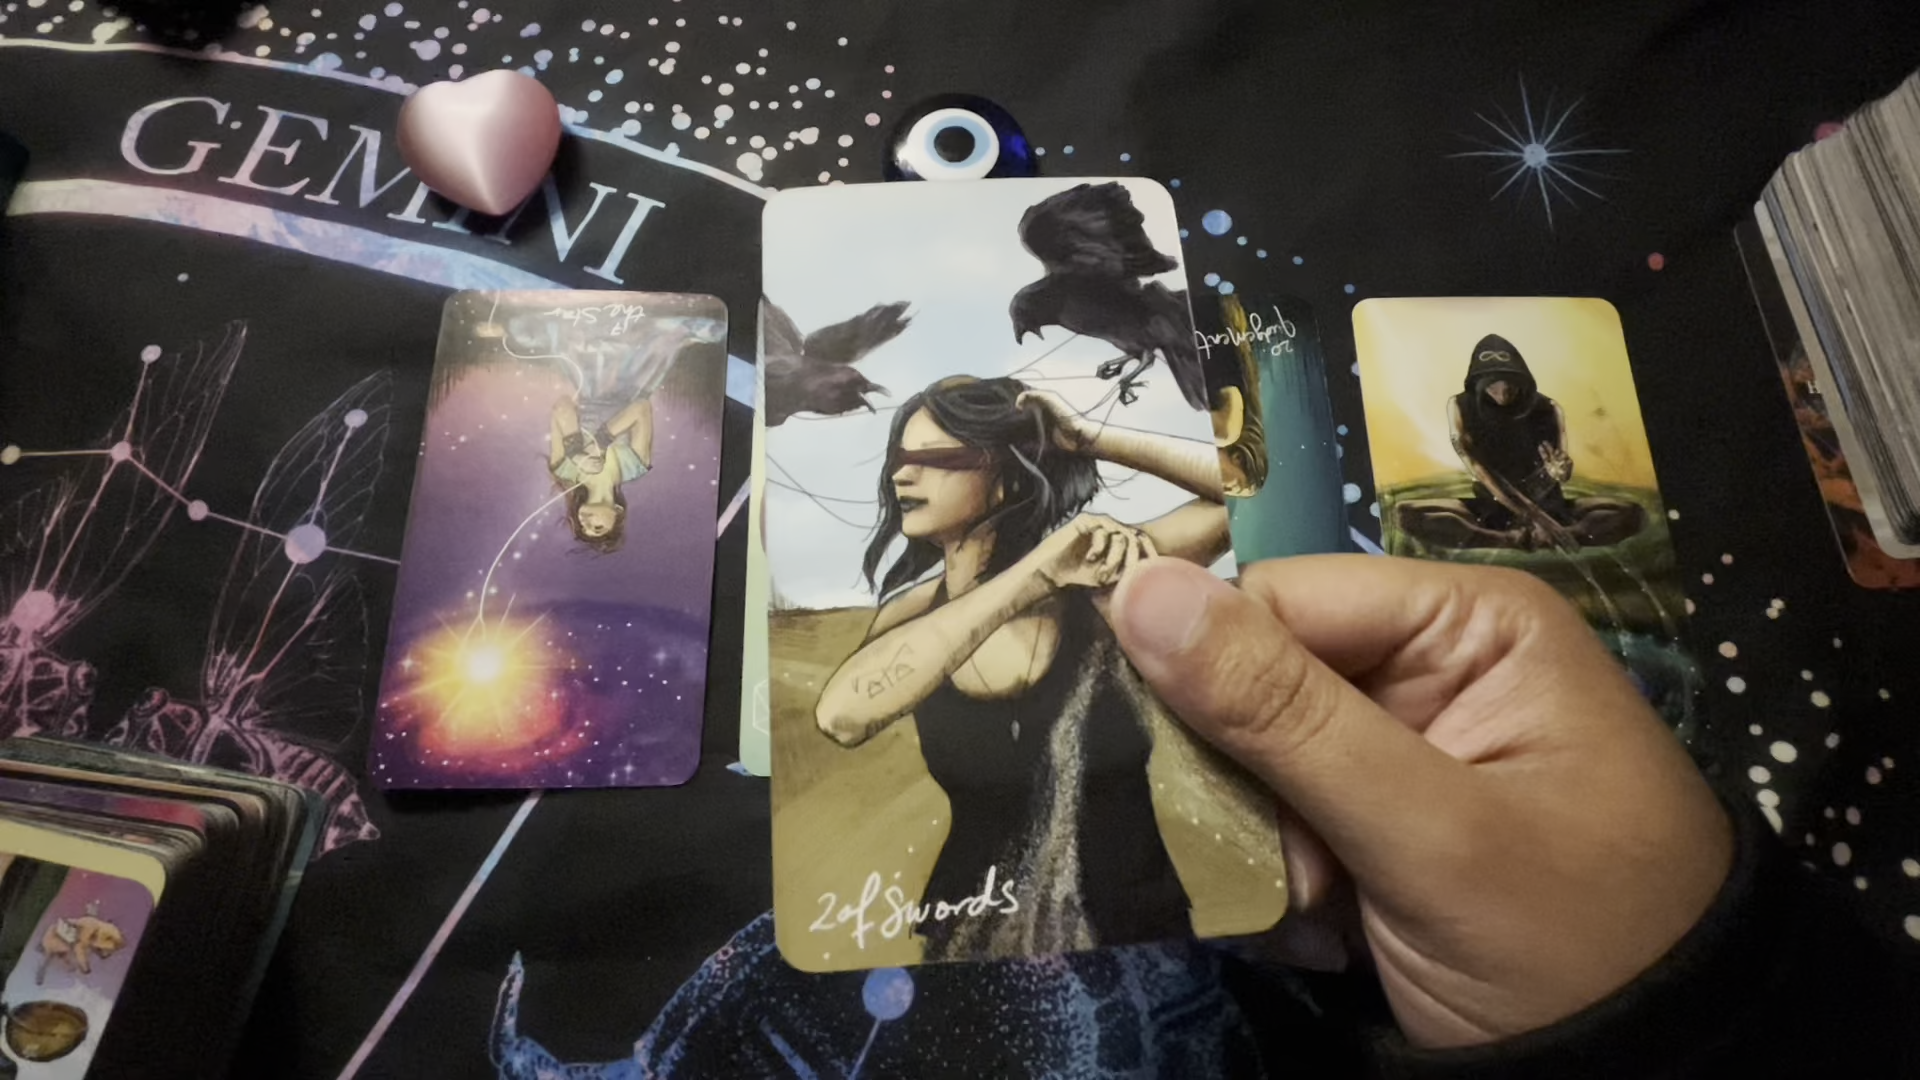 GEMINI
17
the Star
20.
Judgement
2 of Swords